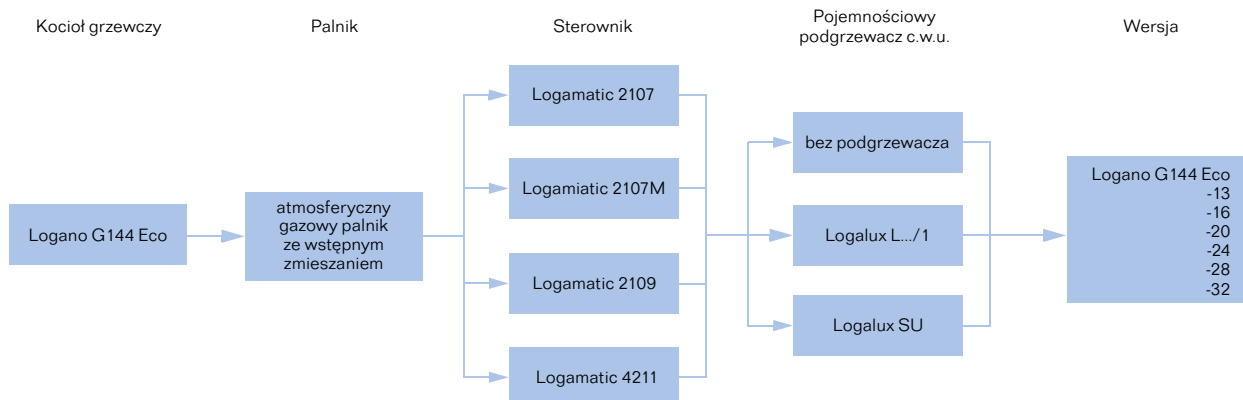 Kocioł grzewczy
Palnik
Sterownik
Pojemnościowy
podgrzewacz c.w.u.
Wersja
Logano G144 Eco
atmosferyczny
gazowy palnik
ze wstępnym
zmieszaniem
Logamatic 2107
Logamiatic 2107M
Logamatic 2109
Logamatic 4211
bez podgrzewacza
Logalux L.../1
Logalux SU
Logano G144 Eco
-13
-16
-20
-24
-28
-32